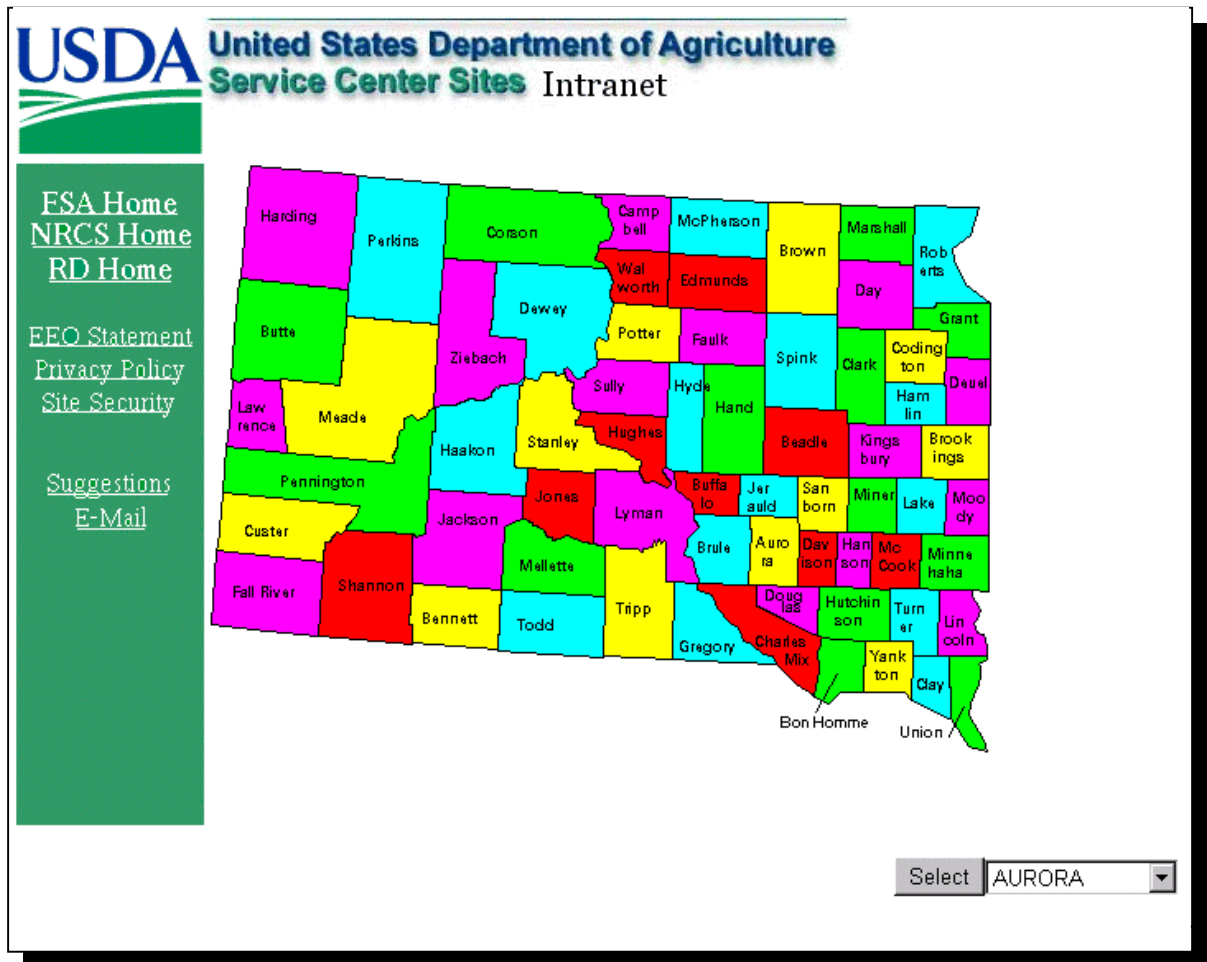 USDA
United States Department of Agriculture
Service Center Sites Intranet
FSA Home
NRCS Home
RD Home
EEO Statement
Privacy Policy
Site Security
Suggestions
E-Mail
Harding
Perkins
Corson
Camp
bell
McPherson
Brown
Marshall
Rob
erts
Wal
worth
Edmunds
Day
Butte
Dewey
Potter
Faulk
Spink
Clark
Coding
ton
Grant
Ziebach
Sully
Hyde
Hand
Ham
lin
Deuel
Law
rence
Meade
Haakon
Stanley
Hughes
Beadle
Kings
bury
Brook
ings
Pennington
Jones
Lyman
Buffa
lo
Jer
auld
San
born
Miner
Lake
Moo
dy
Custer
Jackson
Brule
Auro
ra
Dav
ison
Han
son
Mc
Cook
Minne
haha
Fall River
Shannon
Mellette
Bennett
Todd
Tripp
Gregory
Charles
Mix
Doug
las
Hutchin
son
Turn
er
Lin
coln
Yank
ton
Clay
Bon Homme
Union
Select
AURORA